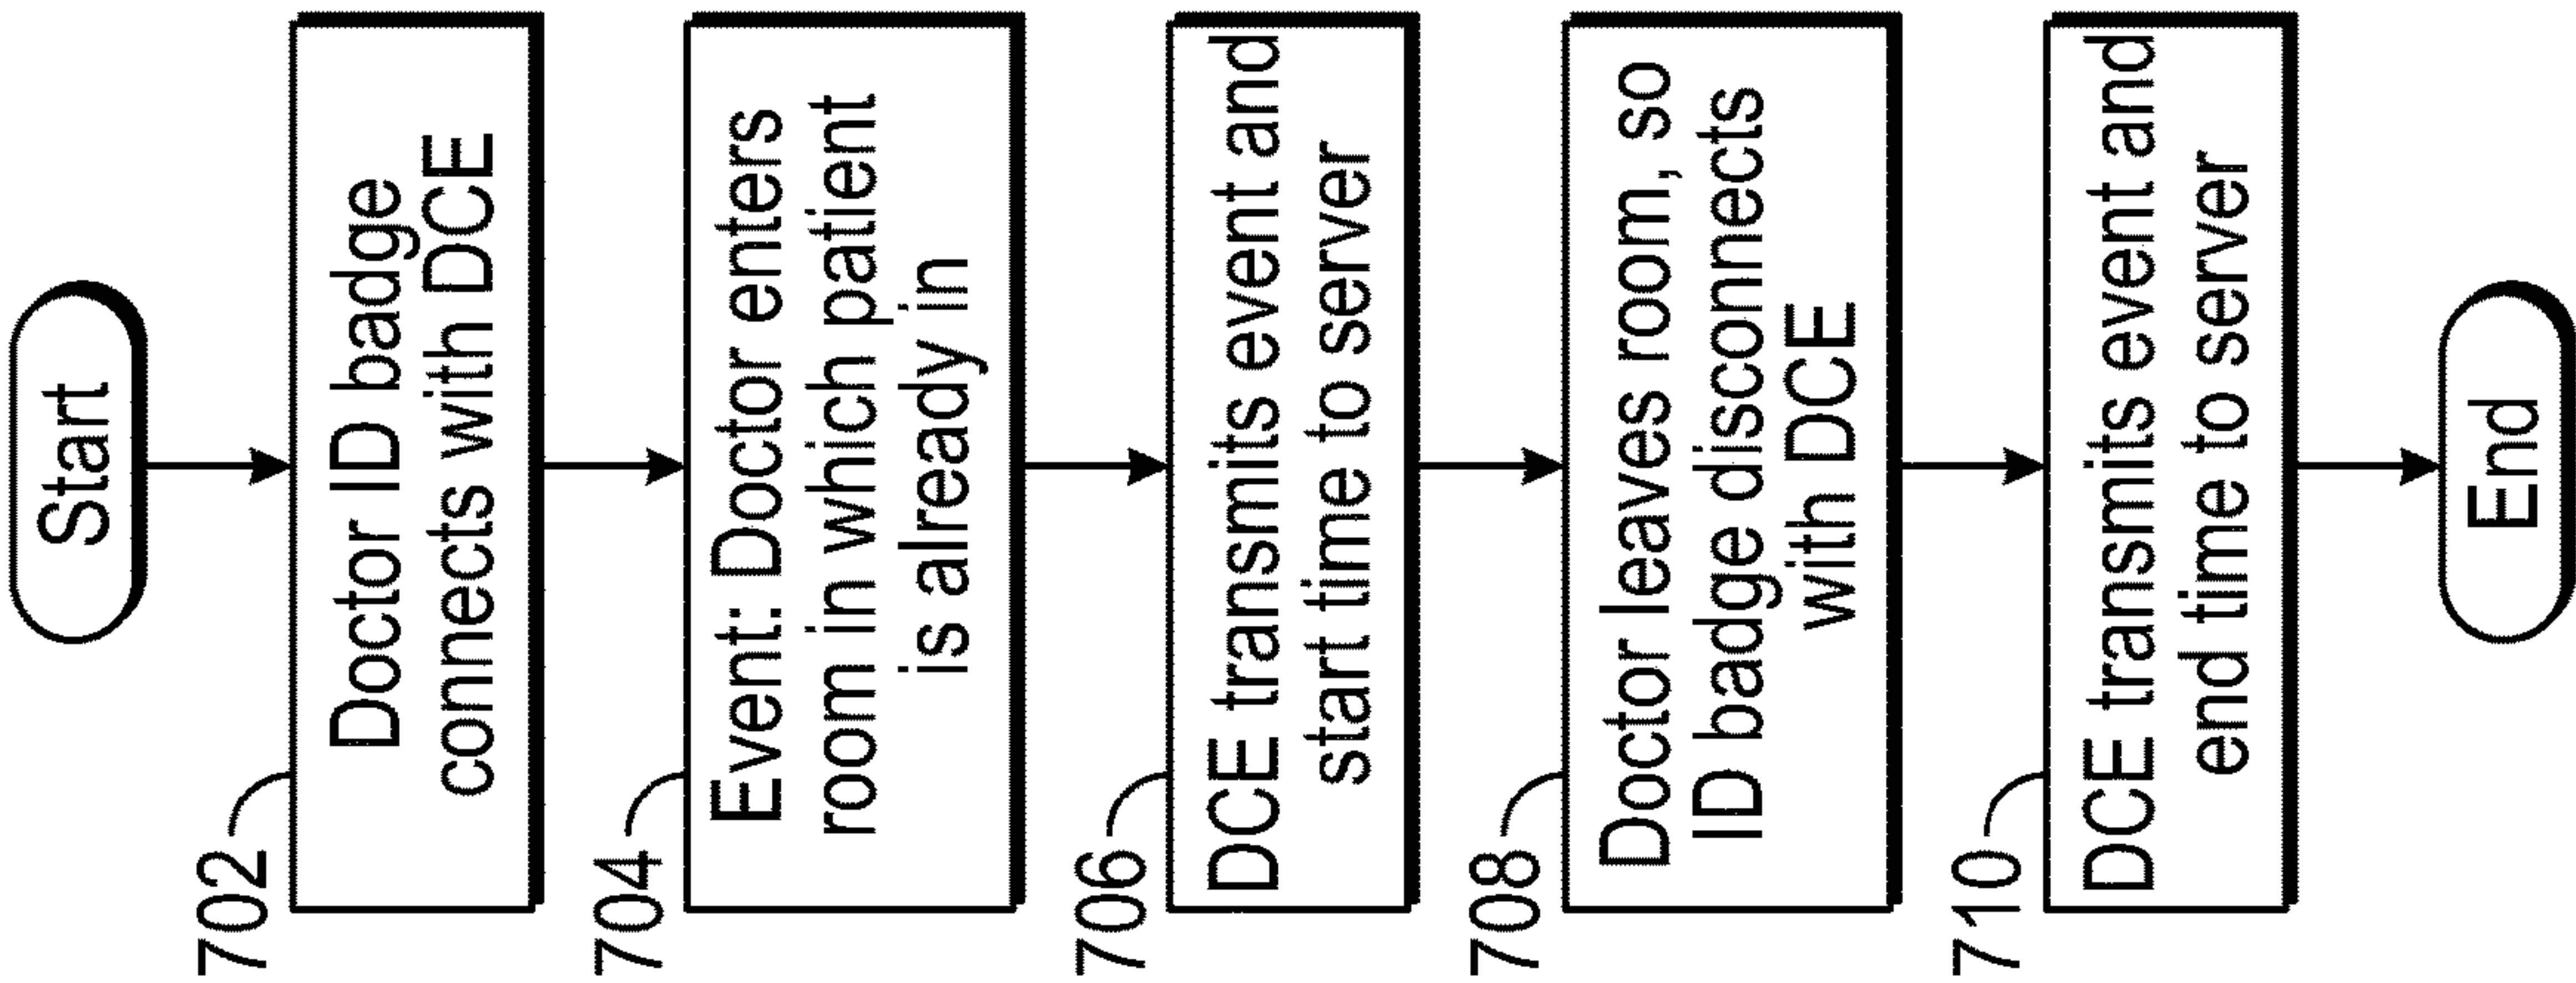 Start
702
Doctor ID badge
connects with DCE
704
Event: Doctor enters
room in which patient
is already in
706
DCE transmits event and
start time to server
708
Doctor leaves room, so
ID badge disconnects
with DCE
710
DCE transmits event and
end time to server
End